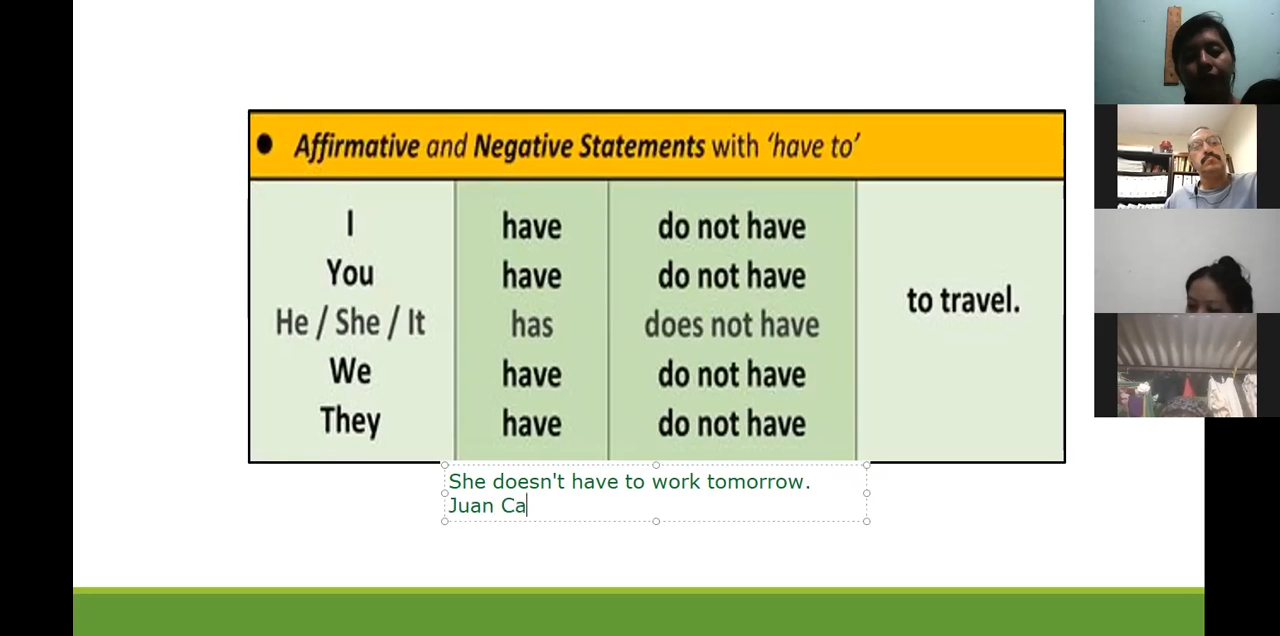 • Affirmative and Negative Statements with ‘have to’
I have do not have
You have do not have
He / She / It has does not have
to travel.
We have do not have
They have do not have
She doesn't have to work tomorrow.
Juan Ca